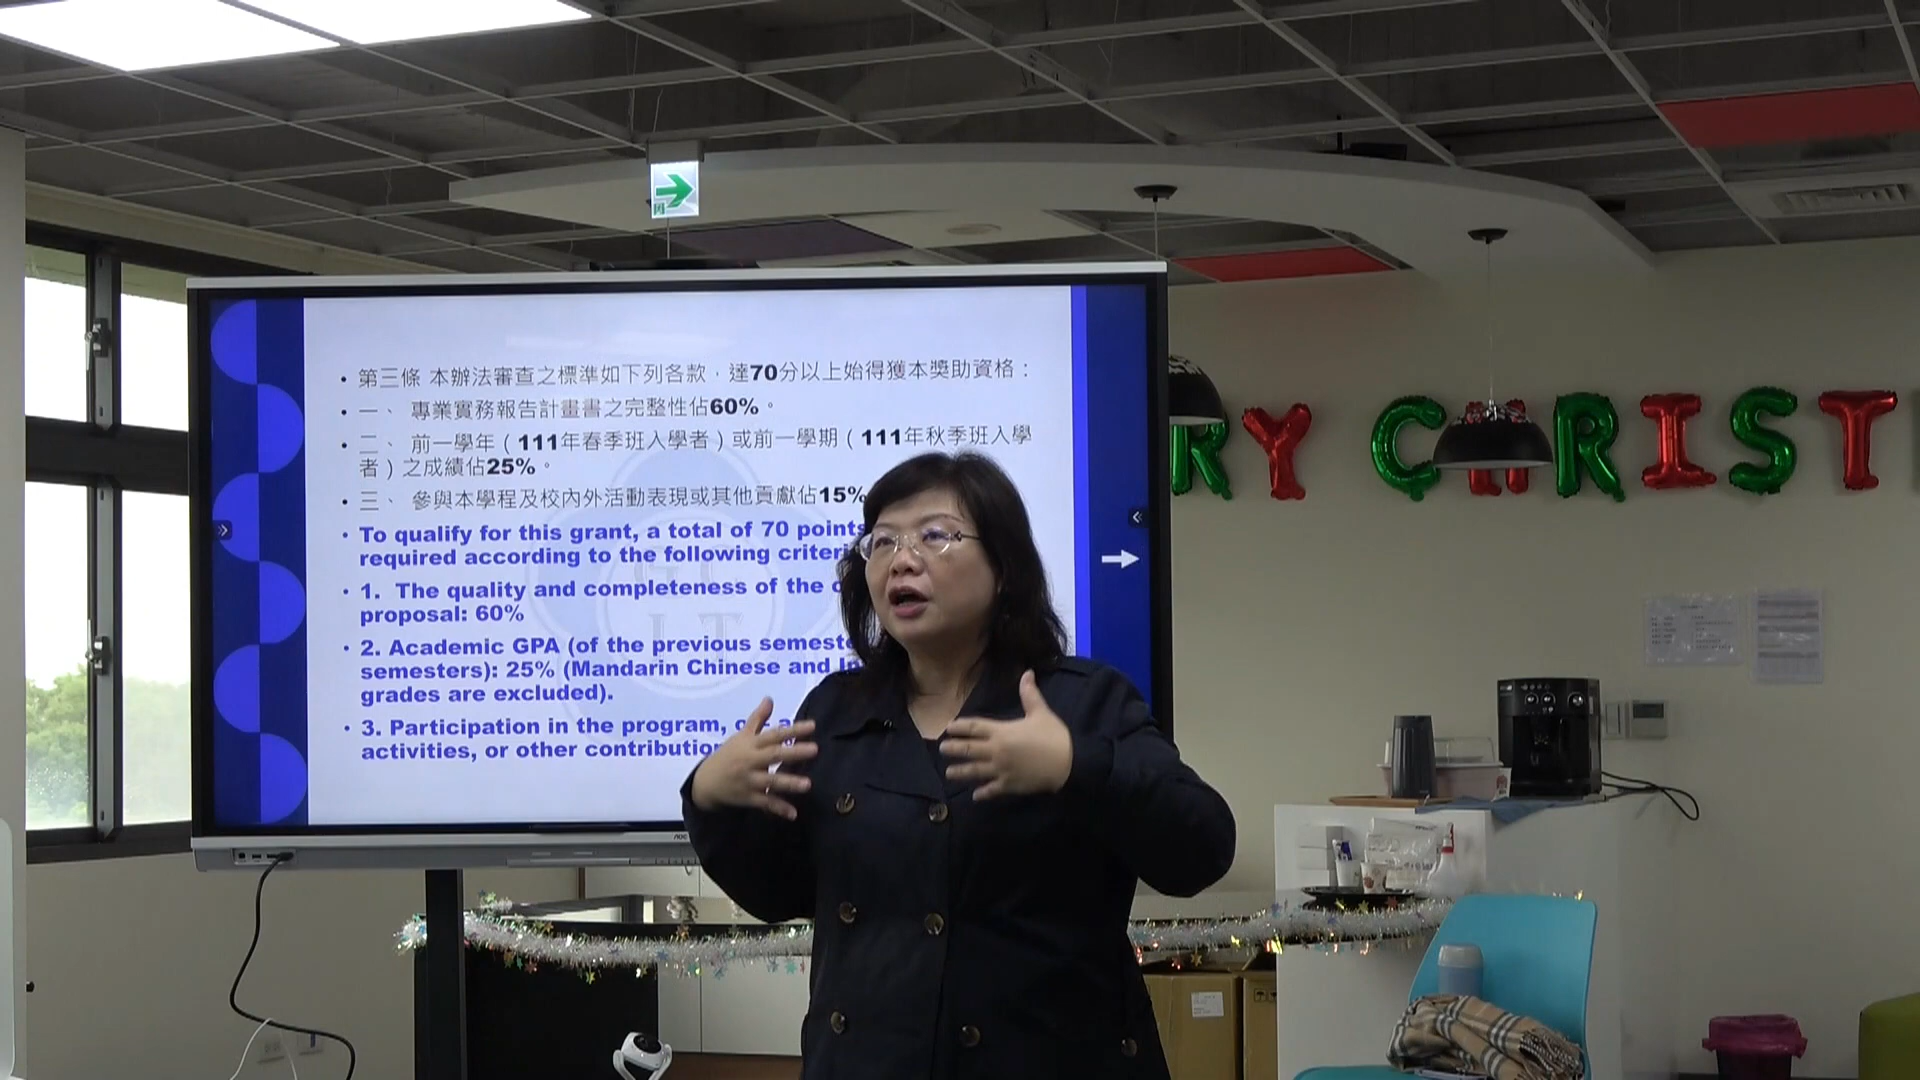 • 第三條 本辦法審查之標準如下列各款，達70分以上始得獲本獎助資格：
• 一、 專業實務報告計畫書之完整性佔60%。
• 二、 前一學年（111年春季班入學者）或前一學期（111年秋季班入學
者）之成績佔25%。
• 三、 參與本學程及校內外活動表現或其他貢獻佔15%
• To qualify for this grant, a total of 70 points
required according to the following
• 1. The quality and completeness of the
proposal: 60%
• 2. Academic GPA (of the previous
semesters): 25% (Mandarin Chinese and
grades are excluded).
• 3. Participation in the program,
activities, or other
RY CHRIST